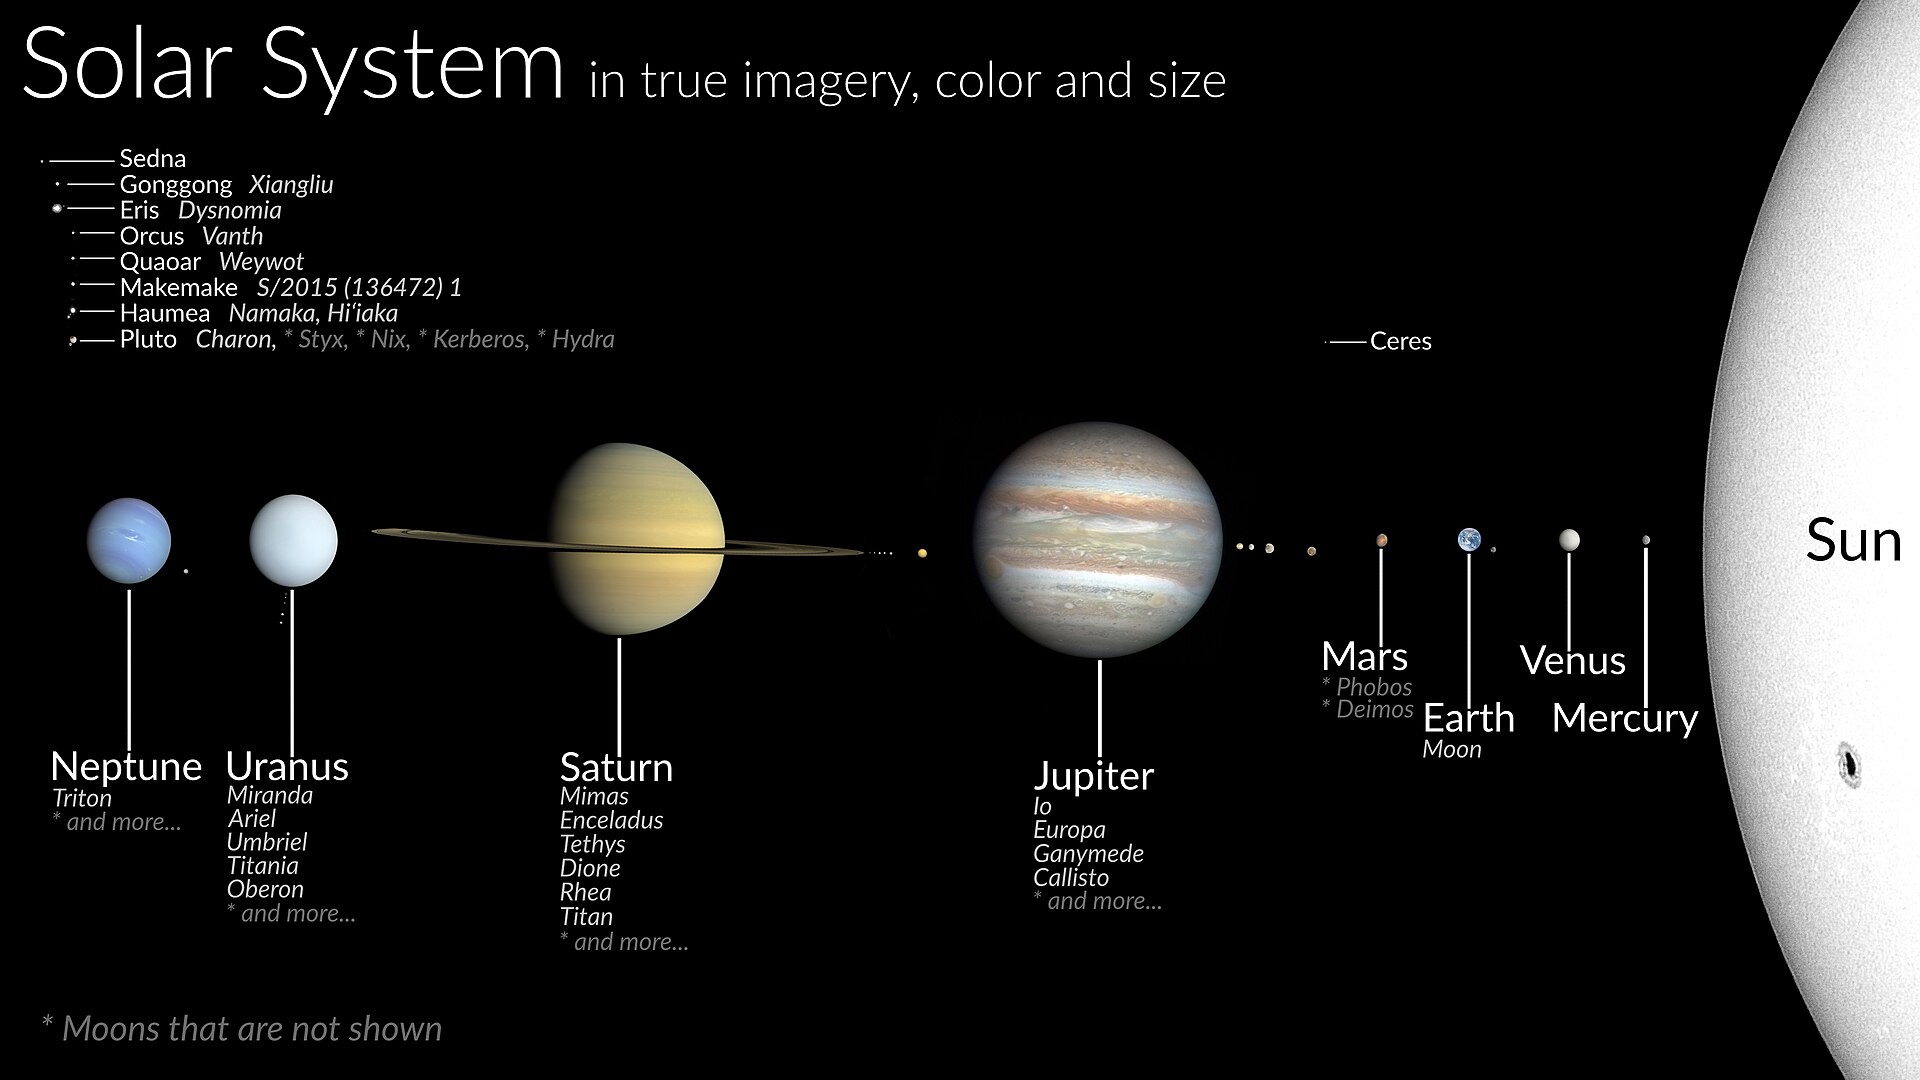 Solar System in true imagery, color and size
Sedna
Gonggong Xiangliu
Eris Dysnomia
Orcus Vanth
Quaoar Weywot
Makemake S/2015 (136472) 1
Haumea Namaka, Hiʻiaka
Pluto Charon, * Styx, * Nix, * Kerberos, * Hydra
Ceres
Sun
Neptune
Triton
* and more...
Uranus
Miranda
Ariel
Umbriel
Titania
Oberon
* and more...
Saturn
Mimas
Enceladus
Tethys
Dione
Rhea
Titan
* and more...
Jupiter
Io
Europa
Ganymede
Callisto
* and more...
Mars
* Phobos
* Deimos
Earth
Moon
Venus
Mercury
* Moons that are not shown